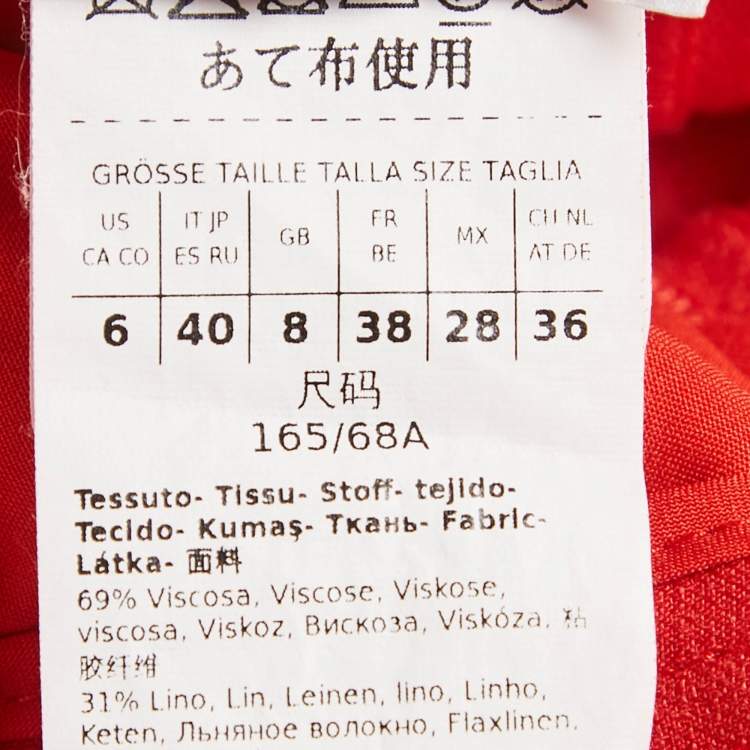 あて布使用
GRÖSSE TAILLE TALLA SIZE TAGLIA
US IT JP GB FR MX CH NL
CA CO ES RU BE AT DE
6 40 8 38 28 36
尺码
165/68A
Tessuto- Tissu- Stoff- tejido-
Tecido- Kumaş- Ткань- Fabric-
Látka- 面料
69% Viscosa, Viscose, Viskose,
viscosa, Viskoz, Вискоза, Viskóza, 粘
胶纤维
31% Lino, Lin, Leinen, lino, Linho,
Keten, Льняное волокно, Flaxlinen,